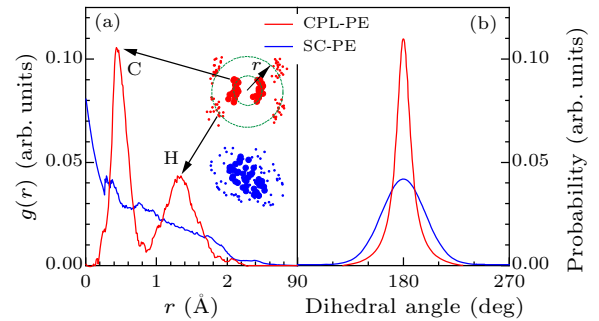 (a)
CPL-PE
SC-PE
(b)
0.10
0.05
0.00
g(r) (arb. units)
C
r
H
0.10
0.05
0.00
Probability (arb. units)
0
1
2
90
180
270
r (Å)
Dihedral angle (deg)